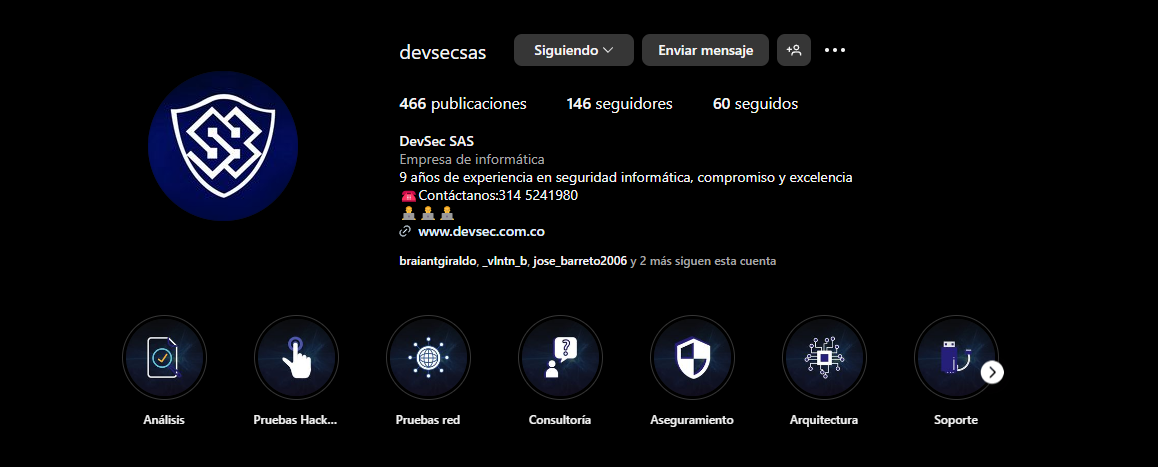 devsecsas Siguiendo Enviar mensaje
466 publicaciones 146 seguidores 60 seguidos
DevSec SAS
Empresa de informática
9 años de experiencia en seguridad informática, compromiso y excelencia
☎️Contáctanos:314 5241980
www.devsec.com.co
braiantgiraldo, _vlntn_b, jose_barreto2006 y 2 más siguen esta cuenta
Análisis Pruebas Hack... Pruebas red Consultoría Aseguramiento Arquitectura Soporte